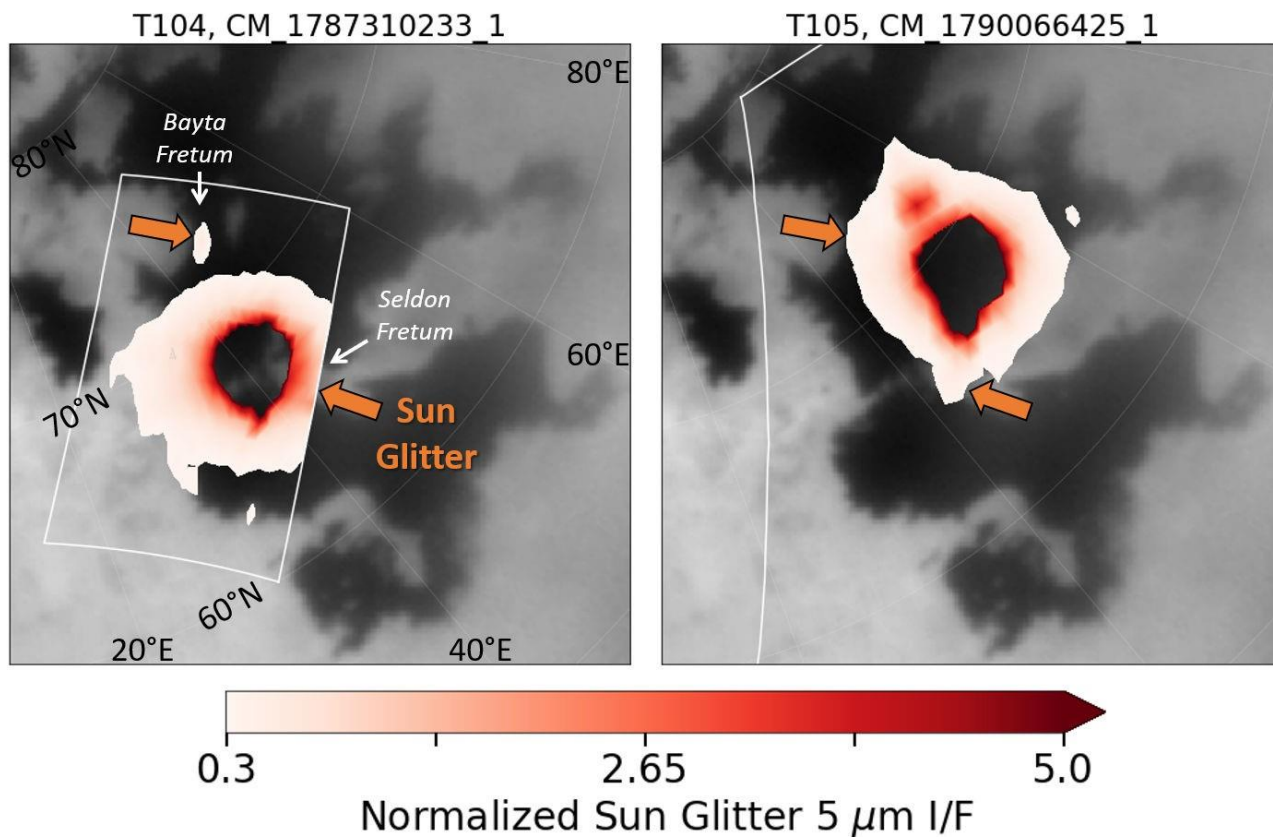 T104, CM_1787310233_1
T105, CM_1790066425_1
80°E
Bayta
Fretum
80°N
Seldon
Fretum
60°E
70°N
Sun
Glitter
60°N
20°E
40°E
0.3
2.65
5.0
Normalized Sun Glitter 5 μm I/F